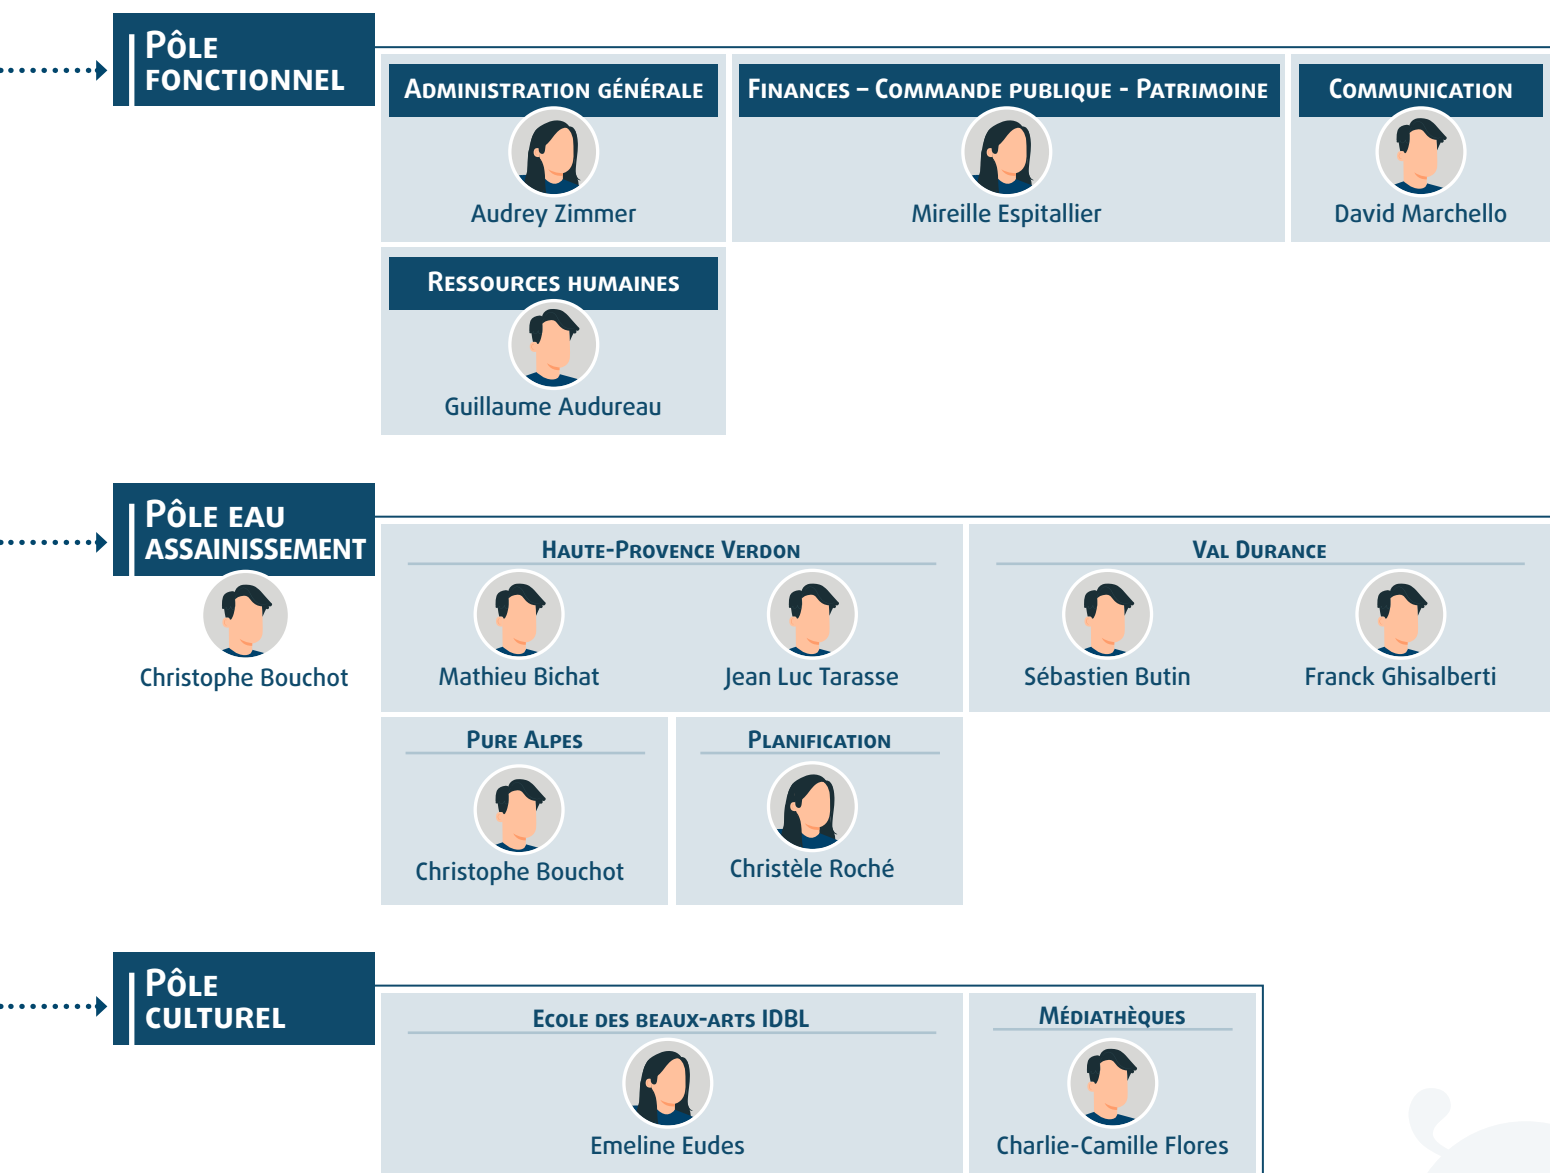 Pôle
fonctionnel
Administration générale
Finances – Commande publique - Patrimoine
Communication
Audrey Zimmer
Mireille Espitallier
David Marchello
Ressources humaines
Guillaume Audureau
Pôle eau
assainissement
Christophe Bouchot
Haute-Provence Verdon
Val Durance
Mathieu Bichat
Jean Luc Tarasse
Sébastien Butin
Franck Ghisalberti
Pure Alpes
Planification
Christophe Bouchot
Christèle Roché
Pôle
culturel
Ecole des beaux-arts IDBL
Médiathèques
Emeline Eudes
Charlie-Camille Flores